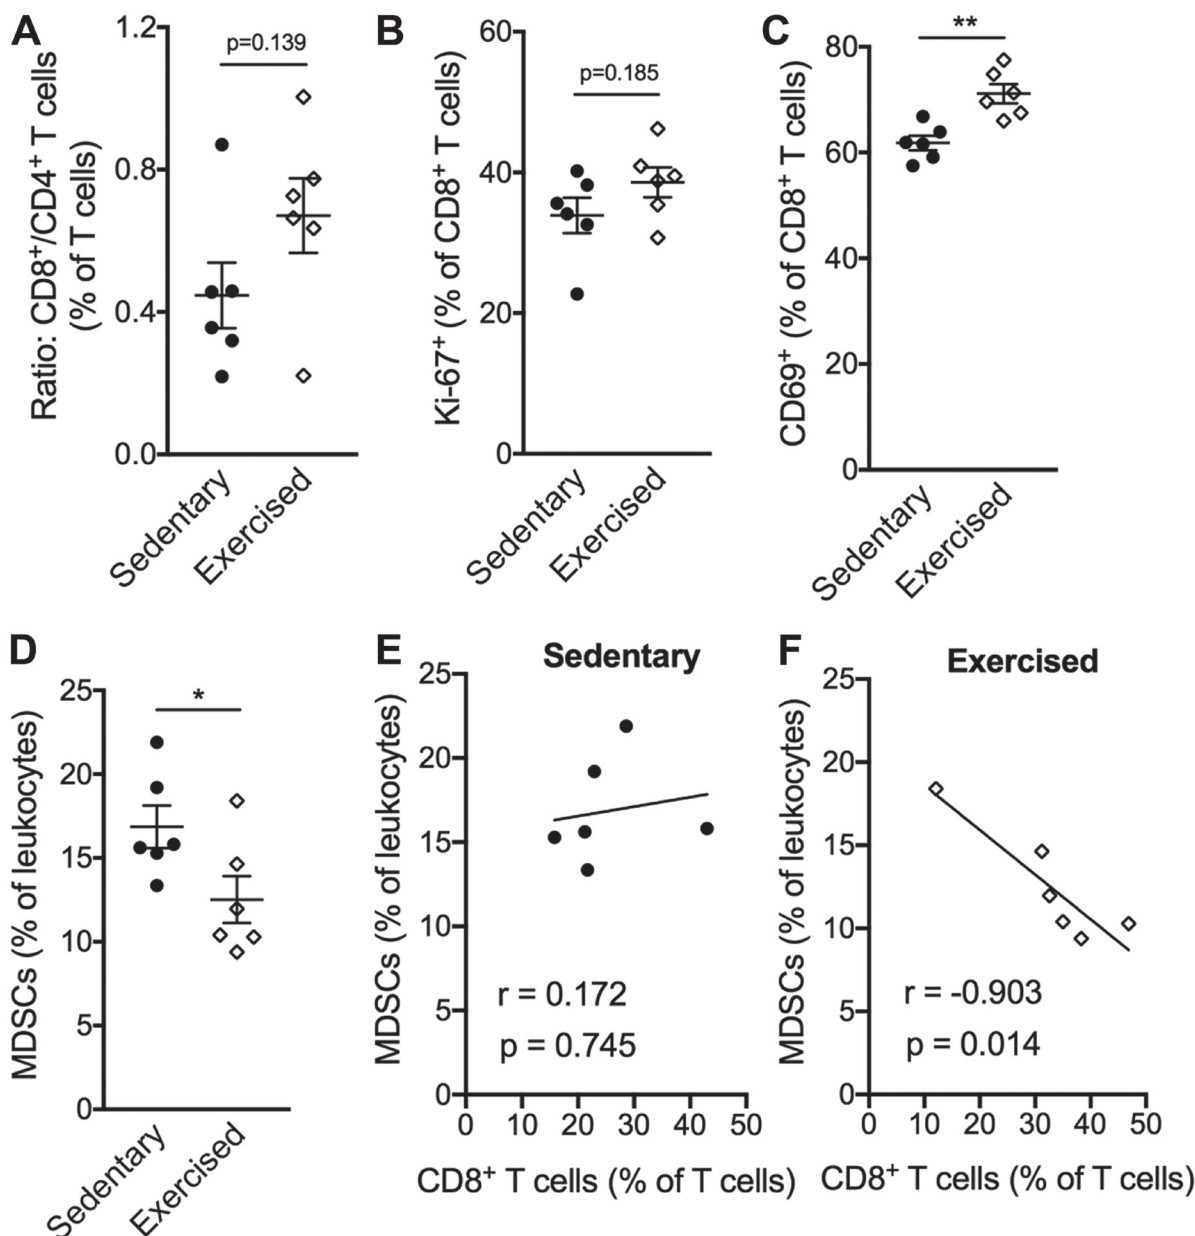 A
Ratio: CD8⁺/CD4⁺ T cells
(% of T cells)
1.2
0.8
0.4
0.0
p=0.139
Sedentary
Exercised
B
Ki-67⁺ (% of CD8⁺ T cells)
60
40
20
0
p=0.185
Sedentary
Exercised
C
CD69⁺ (% of CD8⁺ T cells)
80
60
40
20
0
**
Sedentary
Exercised
D
MDSCs (% of leukocytes)
25
20
15
10
5
0
*
Sedentary
Exercised
E
Sedentary
MDSCs (% of leukocytes)
25
20
15
10
5
0
r = 0.172
p = 0.745
0 10 20 30 40 50
CD8⁺ T cells (% of T cells)
F
Exercised
MDSCs (% of leukocytes)
25
20
15
10
5
0
r = -0.903
p = 0.014
0 10 20 30 40 50
CD8⁺ T cells (% of T cells)